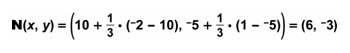 N(x, y) = (10 + 1/3 · (⁻2 – 10), ⁻5 + 1/3 · (1 – ⁻5)) = (6, ⁻3)